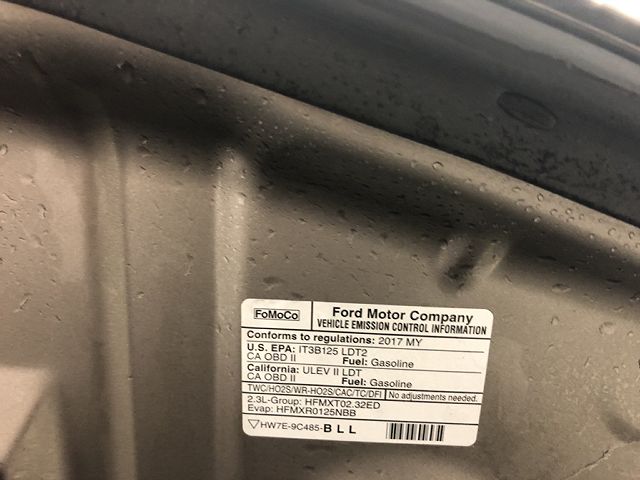 FoMoCo
Ford Motor Company
VEHICLE EMISSION CONTROL INFORMATION
Conforms to regulations: 2017 MY
U.S. EPA: IT3B125 LDT2
CA OBD II Fuel: Gasoline
California: ULEV II LDT
CA OBD II Fuel: Gasoline
TWC/HO2S/WR-HO2S/CAC/TC/DFI No adjustments needed.
2.3L-Group: HFMXT02.32ED
Evap: HFMXR0125NBB
HW7E-9C485-BLL